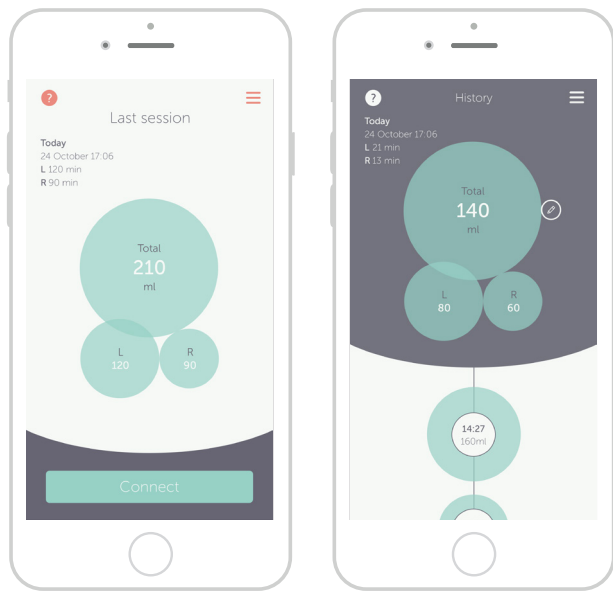 ?
Last session
Today
24 October 17:06
L 120 min
R 90 min
Total
210
ml
L
120
R
90
Connect
?
History
Today
24 October 17:06
L 21 min
R 13 min
Total
140
ml
L
80
R
60
14:27
160ml